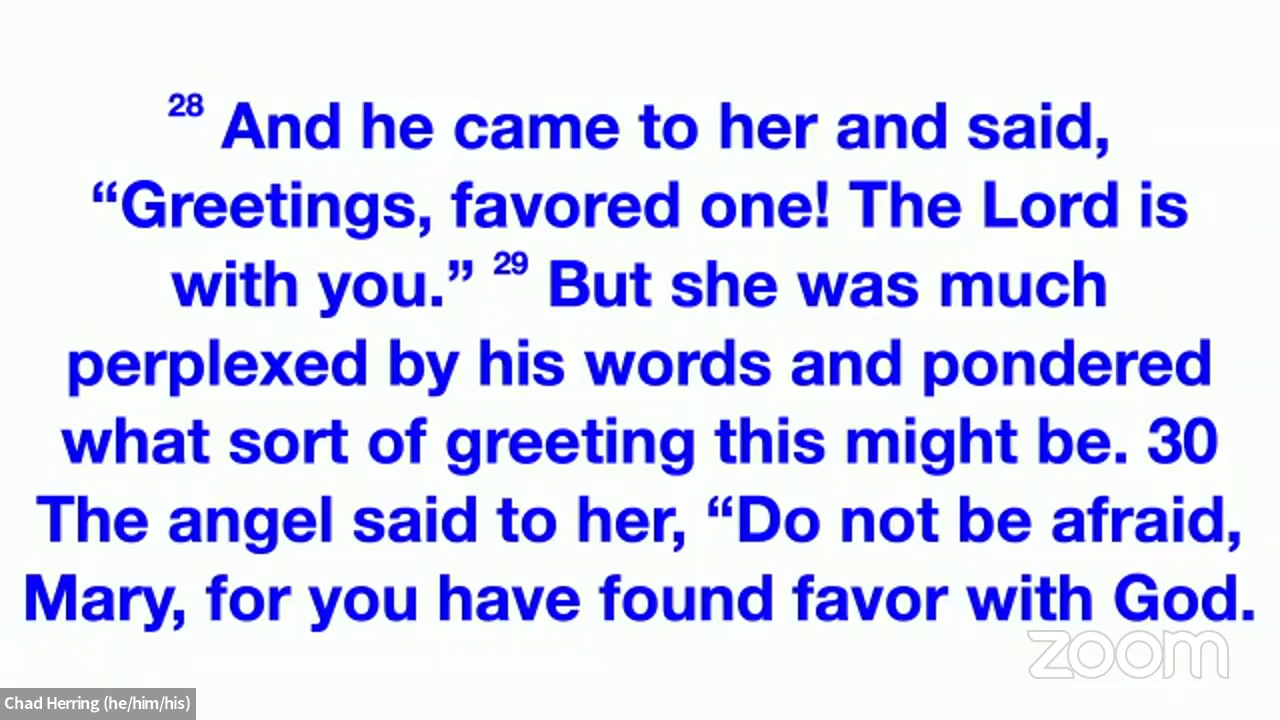 28 And he came to her and said,
“Greetings, favored one! The Lord is
with you.” 29 But she was much
perplexed by his words and pondered
what sort of greeting this might be. 30
The angel said to her, “Do not be afraid,
Mary, for you have found favor with God.
zoom
Chad Herring (he/him/his)